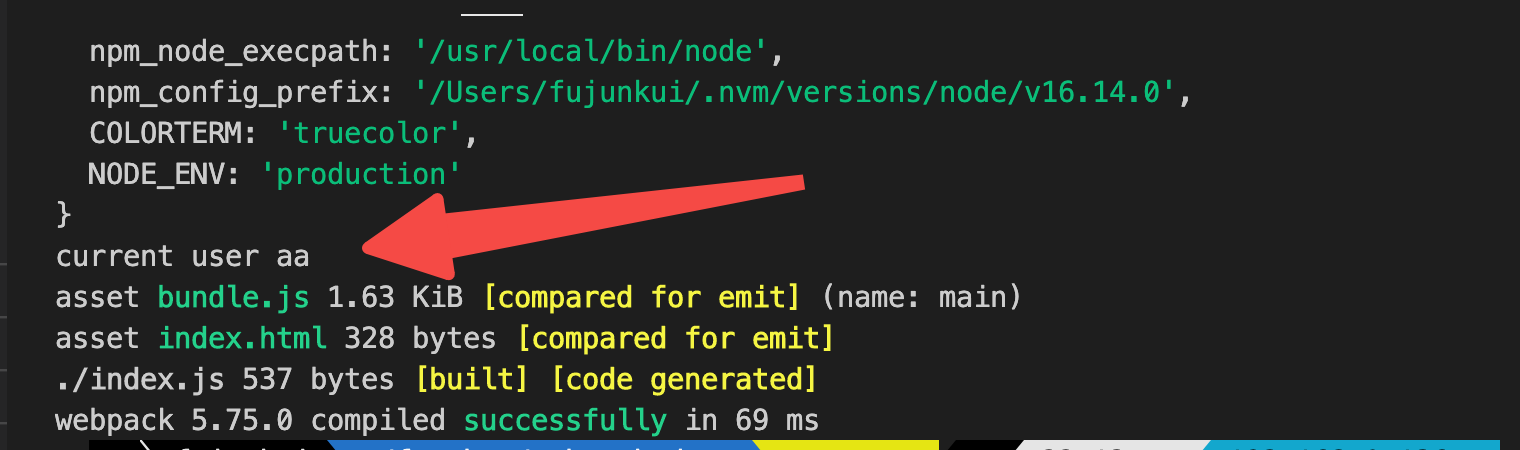 npm_node_execpath: '/usr/local/bin/node',
npm_config_prefix: '/Users/fujunkui/.nvm/versions/node/v16.14.0',
COLORTERM: 'truecolor',
NODE_ENV: 'production'
}
current user aa
asset bundle.js 1.63 KiB [compared for emit] (name: main)
asset index.html 328 bytes [compared for emit]
./index.js 537 bytes [built] [code generated]
webpack 5.75.0 compiled successfully in 69 ms